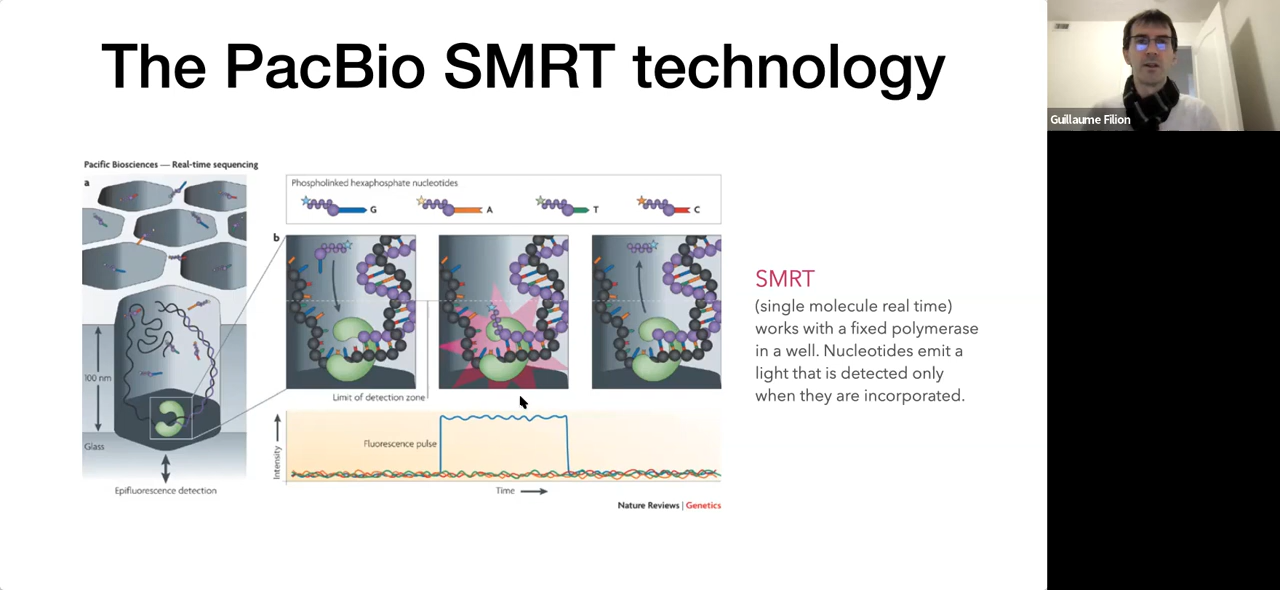 The PacBio SMRT technology
Guillaume Filion
Pacific Biosciences — Real-time sequencing
a
Phospholinked hexaphosphate nucleotides
G
A
T
C
b
100 nm
Glass
Epifluorescence detection
Limit of detection zone
Fluorescence pulse
Intensity
Time
Nature Reviews | Genetics
SMRT
(single molecule real time)
works with a fixed polymerase
in a well. Nucleotides emit a
light that is detected only
when they are incorporated.